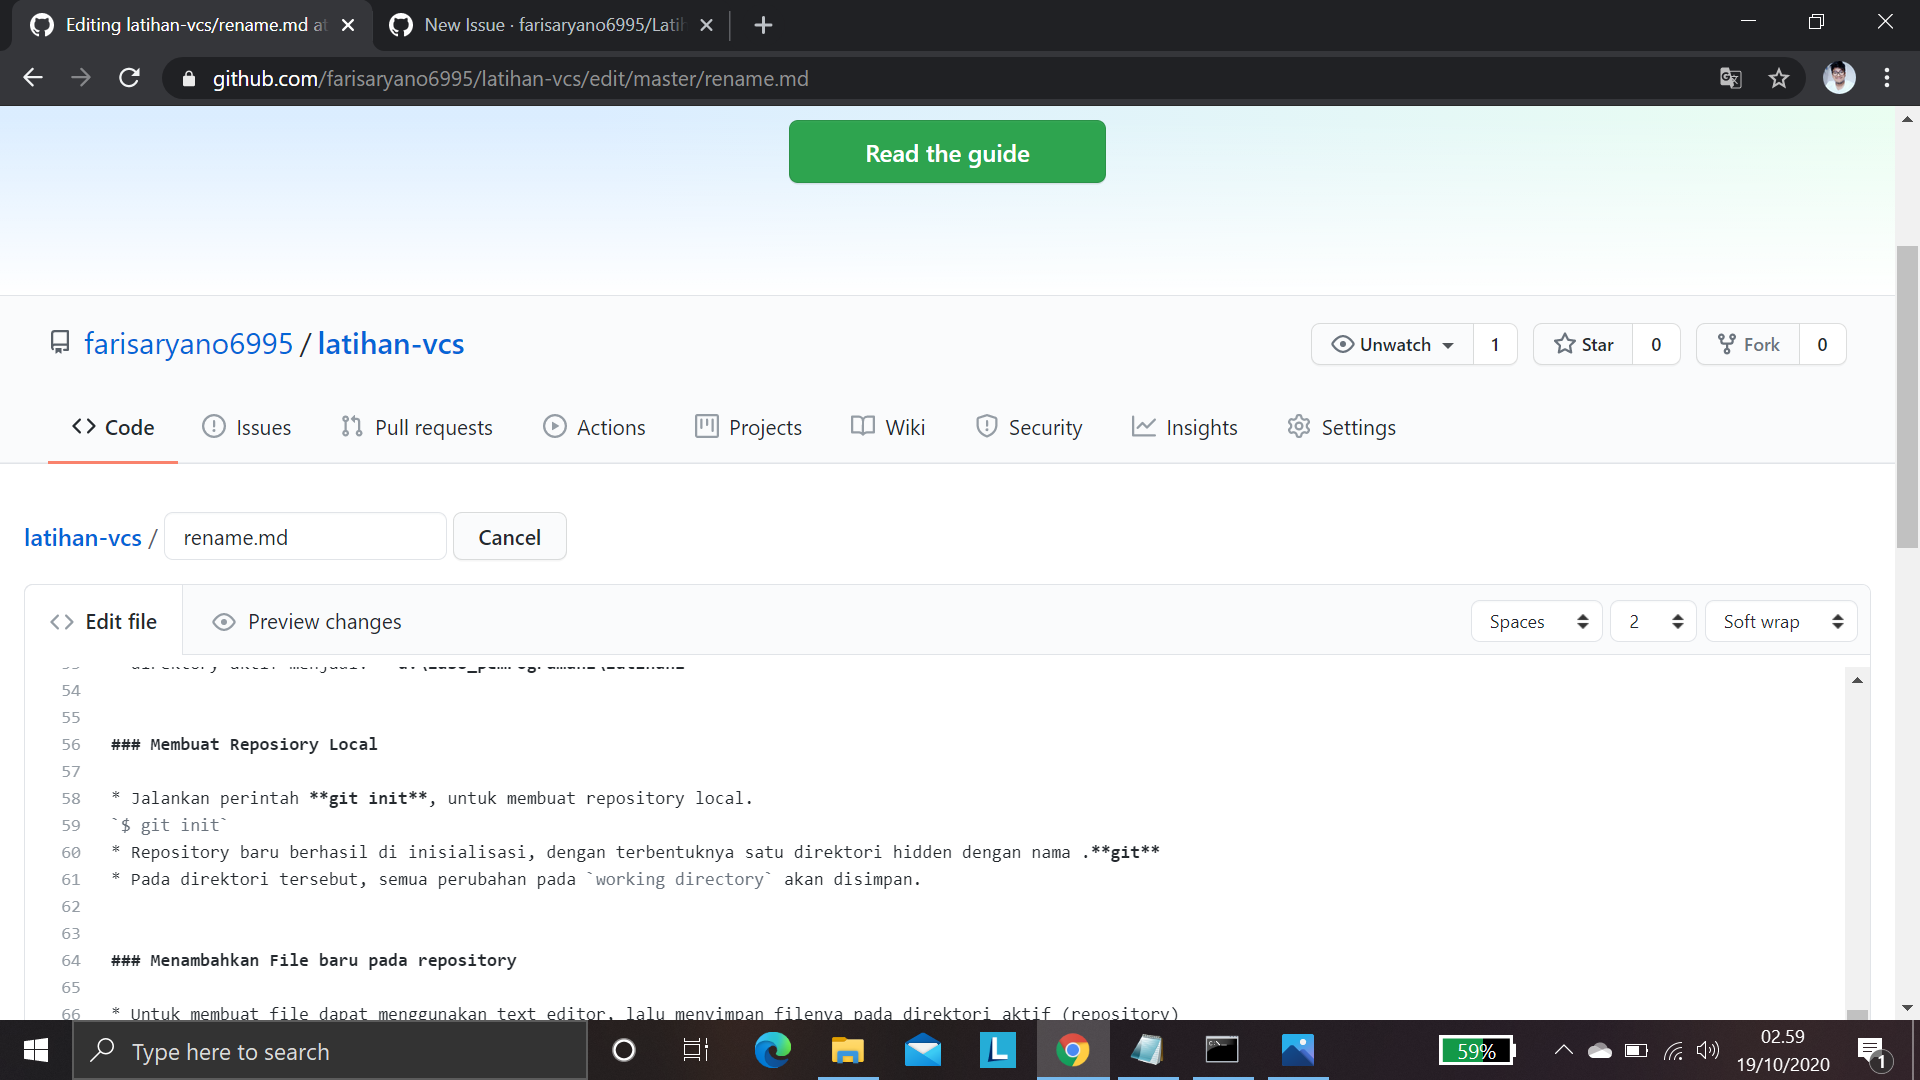 Editing latihan-vcs/rename.md at
New Issue · farisaryano6995/Latih
github.com/farisaryano6995/latihan-vcs/edit/master/rename.md
Read the guide
farisaryano6995 / latihan-vcs
Unwatch 1
Star 0
Fork 0
Code
Issues
Pull requests
Actions
Projects
Wiki
Security
Insights
Settings
latihan-vcs / rename.md Cancel
Edit file
Preview changes
Spaces
2
Soft wrap
54
55
56 ### Membuat Reposiory Local
57
58 * Jalankan perintah **git init**, untuk membuat repository local.
59 `$ git init`
60 * Repository baru berhasil di inisialisasi, dengan terbentuknya satu direktori hidden dengan nama .**git**
61 * Pada direktori tersebut, semua perubahan pada `working directory` akan disimpan.
62
63
64 ### Menambahkan File baru pada repository
65
66 * Untuk membuat file dapat menggunakan text editor, lalu menyimpan filenya pada direktori aktif (repository)
Type here to search
59%
02.59
19/10/2020
1